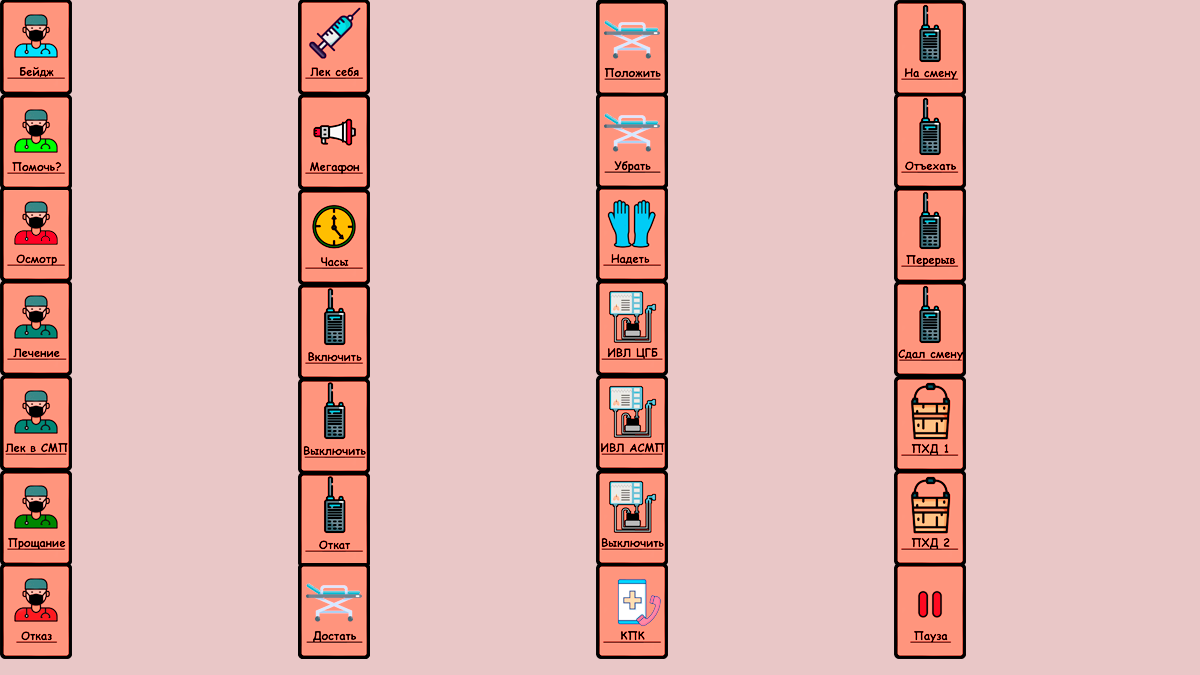 Бейдж
Помочь?
Осмотр
Лечение
Лек в СМП
Прощание
Отказ
Лек себя
Мегафон
Часы
Включить
Выключить
Откат
Достать
Положить
Убрать
Надеть
ИВЛ ЦГБ
ИВЛ АСМП
Выключить
КПК
На смену
Отъехать
Перерыв
Сдал смену
ПХД 1
ПХД 2
Пауза